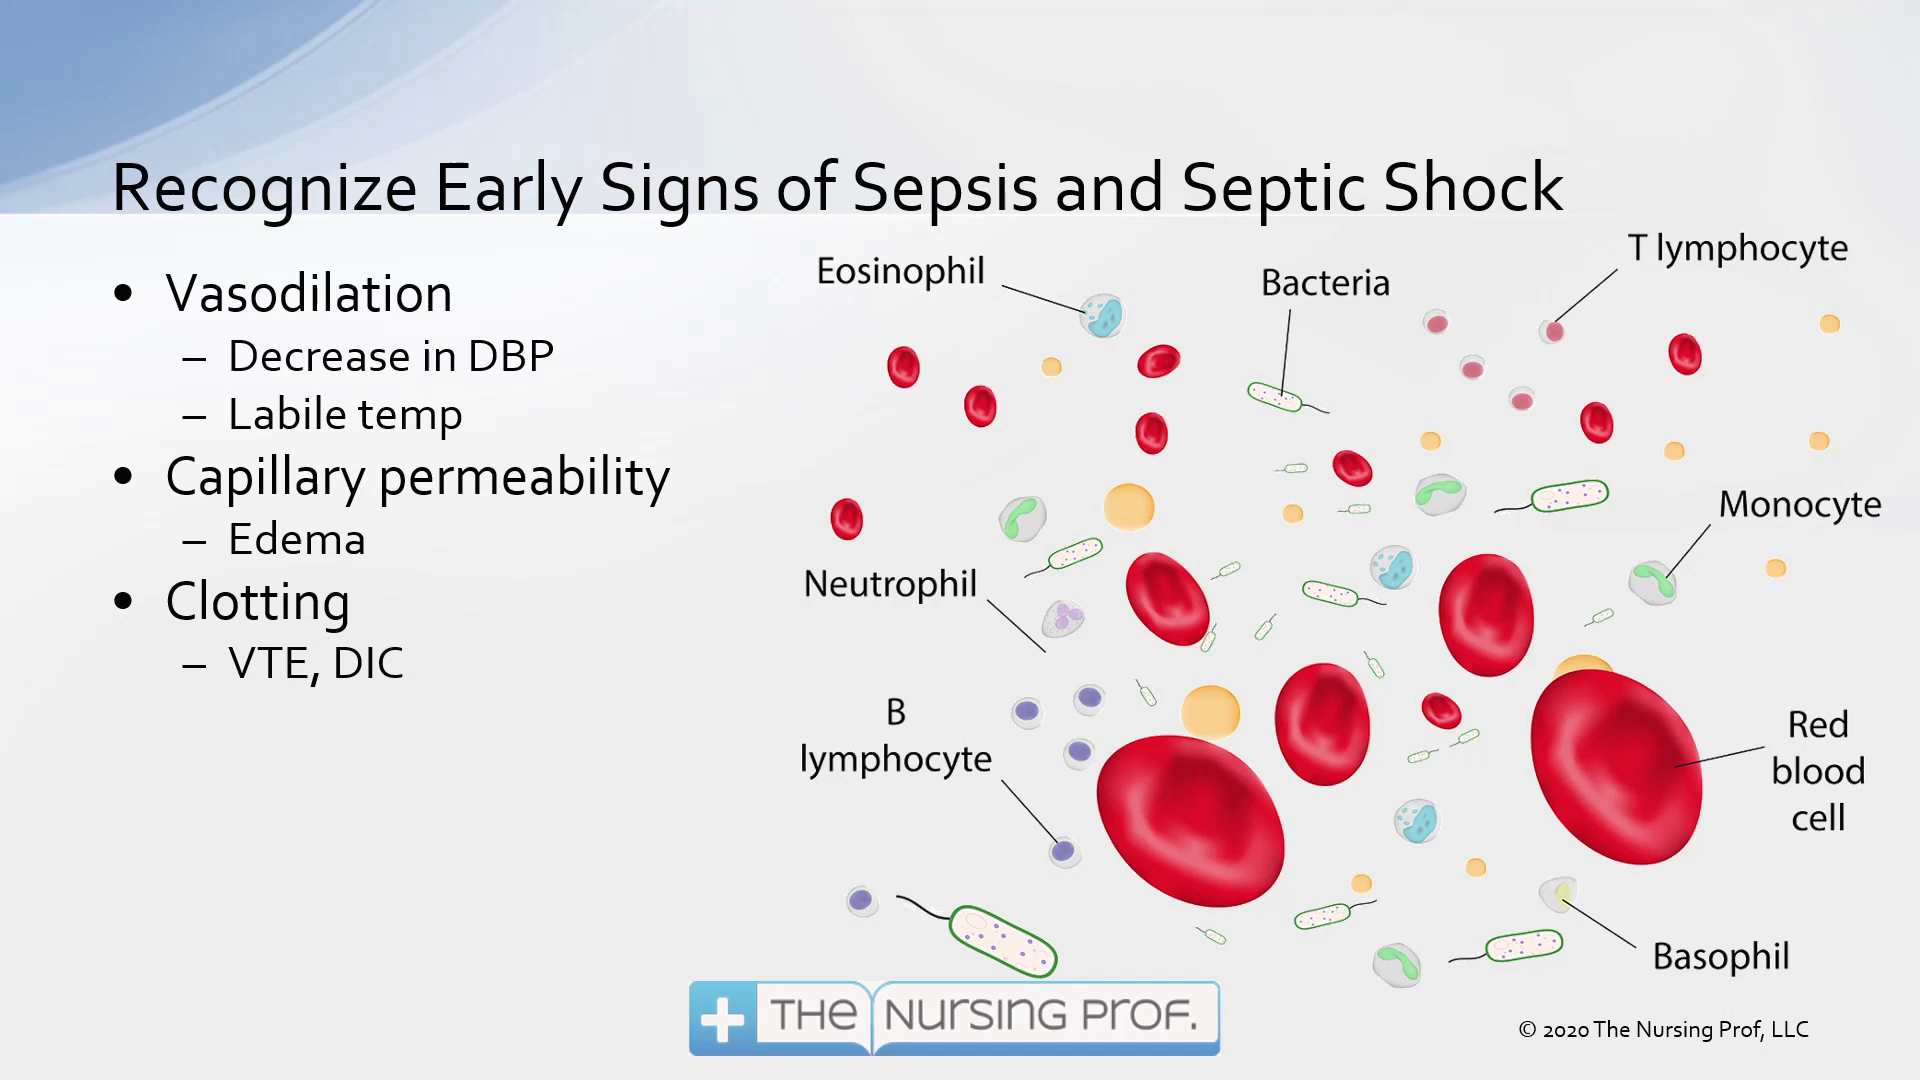 Recognize Early Signs of Sepsis and Septic Shock
• Vasodilation
– Decrease in DBP
– Labile temp
• Capillary permeability
– Edema
• Clotting
– VTE, DIC
Eosinophil
Bacteria
T lymphocyte
Monocyte
Neutrophil
B
lymphocyte
Red
blood
cell
Basophil
THE NURSING PROF.
© 2020 The Nursing Prof, LLC